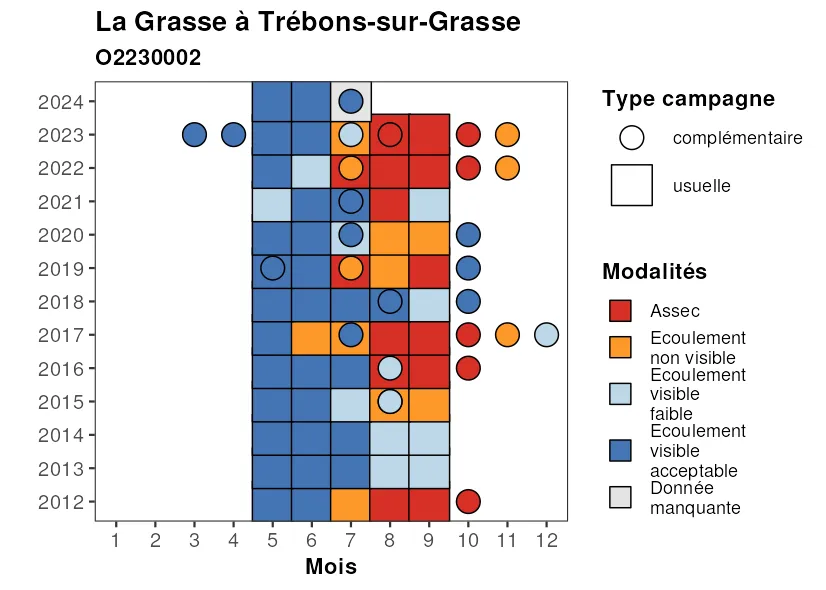 La Grasse à Trébons-sur-Grasse
O2230002
2024
2023
2022
2021
2020
2019
2018
2017
2016
2015
2014
2013
2012
1 2 3 4 5 6 7 8 9 10 11 12
Mois
Type campagne
complémentaire
usuelle
Modalités
Assec
Ecoulement
non visible
Ecoulement
visible
faible
Ecoulement
visible
acceptable
Donnée
manquante